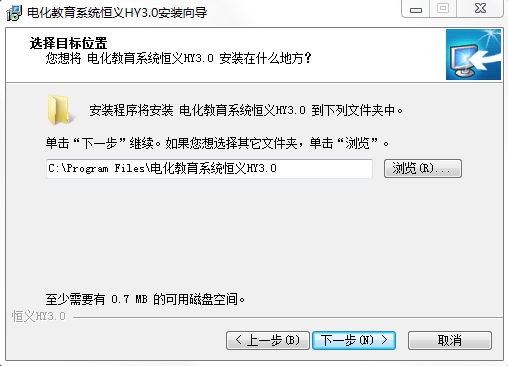 电化教育系统恒义HY3.0安装向导
选择目标位置
您想将 电化教育系统恒义HY3.0 安装在什么地方?
安装程序将安装 电化教育系统恒义HY3.0 到下列文件夹中。
单击“下一步”继续。如果您想选择其它文件夹，单击“浏览”。
C:\Program Files\电化教育系统恒义HY3.0
浏览(R)...
至少需要有 0.7 MB 的可用磁盘空间。
恒义HY3.0
< 上一步(B)
下一步(N) >
取消